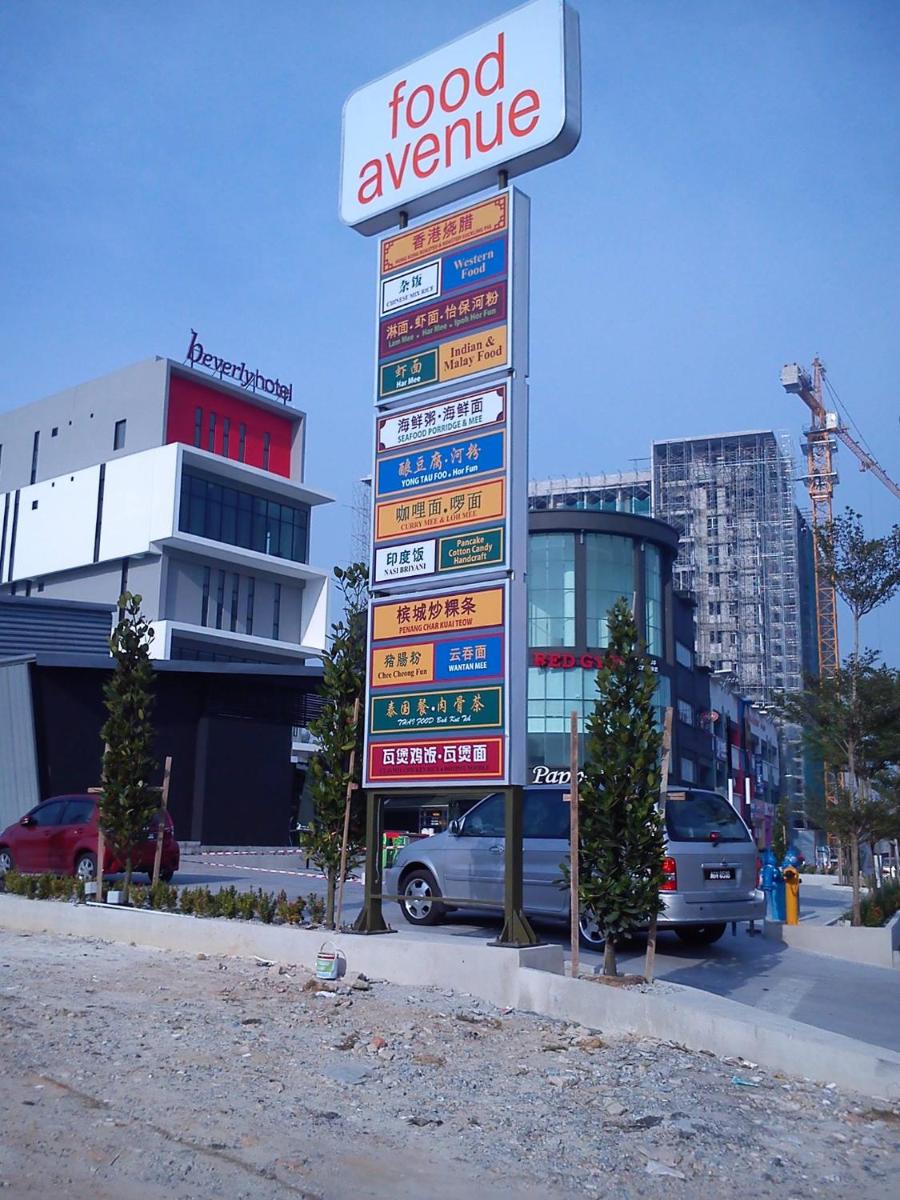 food
avenue
香港烧腊
杂饭
CHINESE MIX RICE
Western
Food
淋面·虾面·怡保河粉
Lam Mee • Har Mee • Ipoh Hor Fun
虾面
Har Mee
Indian &
Malay Food
海鲜粥·海鲜面
SEAFOOD PORRIDGE & MEE
酿豆腐·河粉
YONG TAU FOO • Hor Fun
咖哩面·啰面
CURRY MEE & LOH MEE
印度饭
NASI BRIYANI
Pancake
Cotton Candy
Handcraft
槟城炒粿条
PENANG CHAR KUAI TEOW
猪腸粉
Chee Cheong Fun
云吞面
WANTAN MEE
泰国餐·肉骨茶
THAI FOOD Bak Kut Teh
瓦煲鸡饭·瓦煲面
beverly hotel
RED